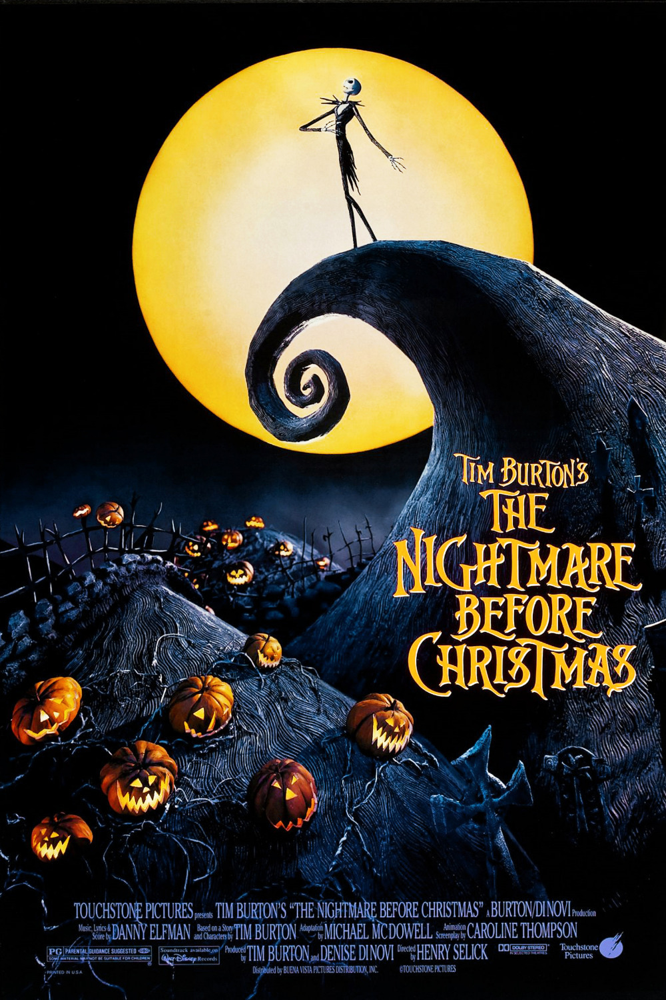 TIM BURTON'S
THE
NIGHTMARE
BEFORE
CHRISTMAS
TOUCHSTONE PICTURES presents TIM BURTON'S "THE NIGHTMARE BEFORE CHRISTMAS" A BURTON/DI NOVI Production
Music, Lyrics & Score by DANNY ELFMAN Based on a Story and Characters by TIM BURTON Adaptation by MICHAEL MCDOWELL Animation Screenplay by CAROLINE THOMPSON
PG PARENTAL GUIDANCE SUGGESTED
SOME MATERIAL MAY NOT BE SUITABLE FOR CHILDREN
Soundtrack available on
WALT DISNEY Records
Produced by TIM BURTON and DENISE DI NOVI Directed by HENRY SELICK
DOLBY STEREO
IN SELECTED THEATRES
Touchstone
Pictures
PRINTED IN U.S.A.
Distributed by BUENA VISTA PICTURES DISTRIBUTION, INC. ©TOUCHSTONE PICTURES